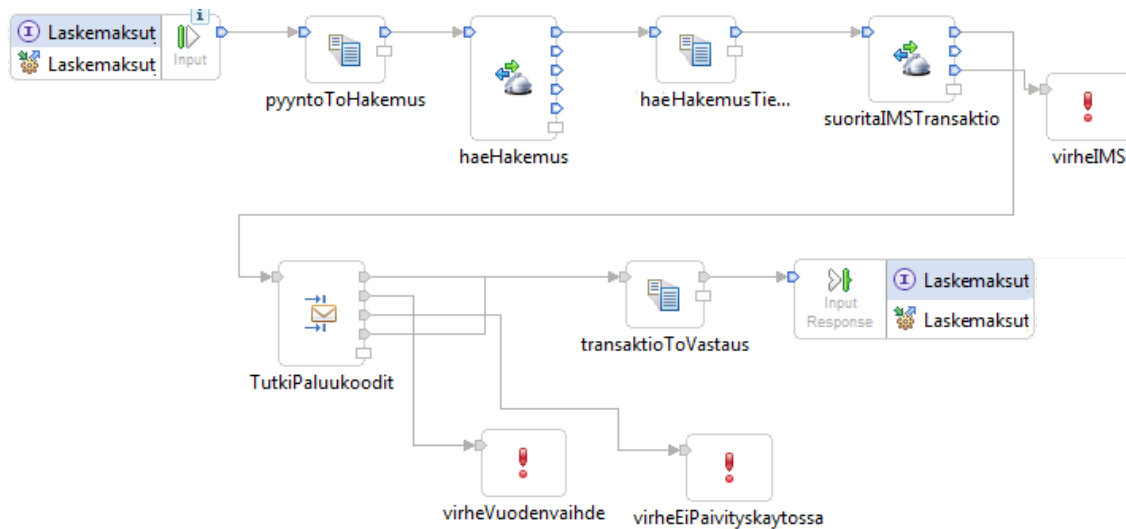 Laskemaksut
Laskemaksut
Input
pyyntoToHakemus
haeHakemus
haeHakemusTie...
suoritaIMSTransaktio
virheIMS
TutkiPaluukoodit
transaktioToVastaus
Input
Response
Laskemaksut
Laskemaksut
virheVuodenvaihde
virheEiPaivityskaytossa